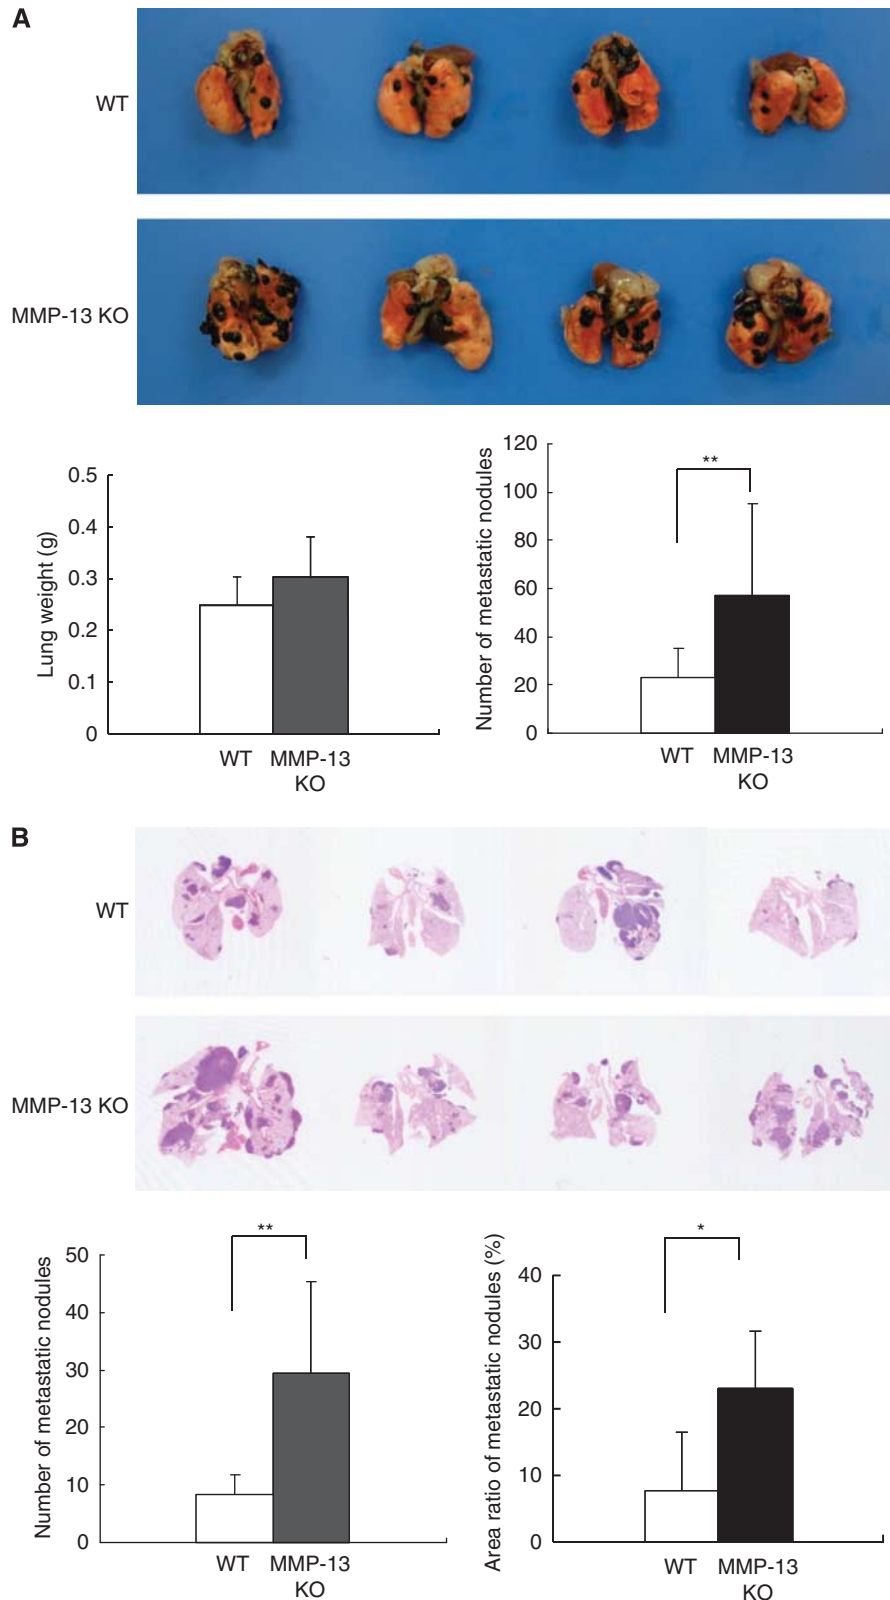 A
WT
MMP-13 KO
Lung weight (g)
0.5
0.4
0.3
0.2
0.1
0
WT MMP-13
KO
Number of metastatic nodules
120
100
80
60
40
20
0
**
WT MMP-13
KO
B
WT
MMP-13 KO
Number of metastatic nodules
50
40
30
20
10
0
**
WT MMP-13
KO
Area ratio of metastatic nodules (%)
40
30
20
10
0
*
WT MMP-13
KO